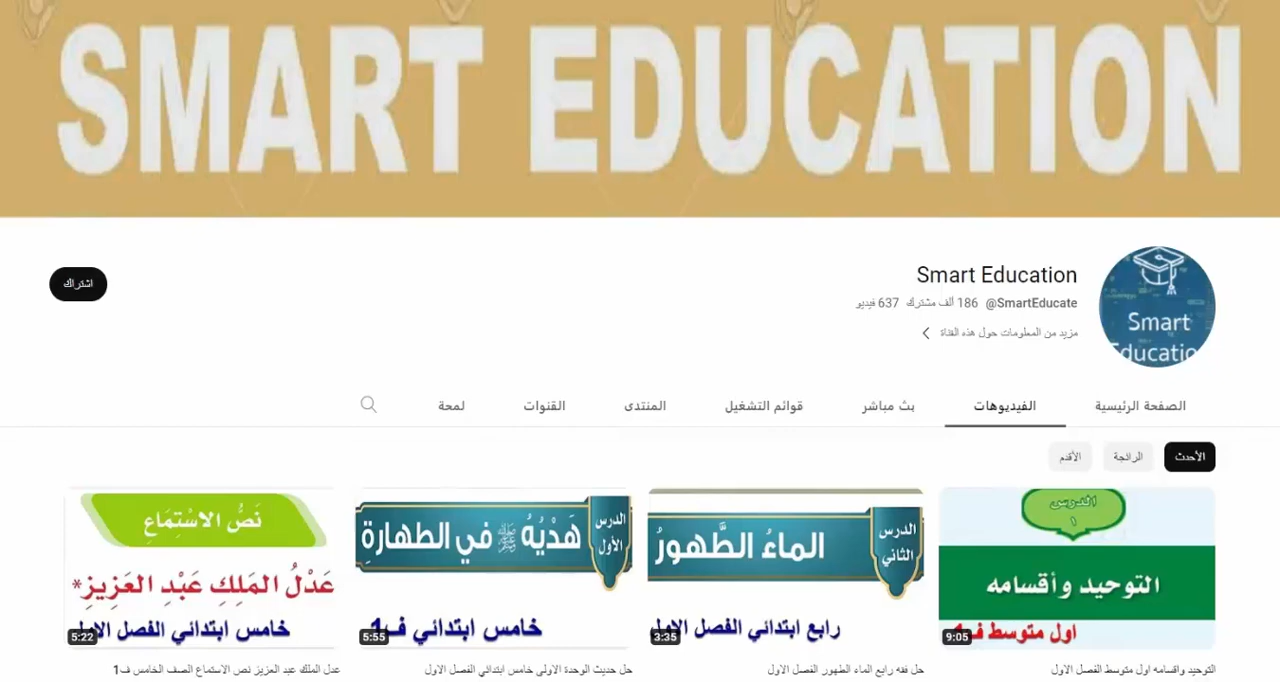 SMART EDUCATION
Smart Education
@SmartEducate 186 ألف مشترك 637 فيديو
مزيد من المعلومات حول هذه القناة
اشتراك
Smart
Educatio
الصفحة الرئيسية
الفيديوهات
بث مباشر
قوائم التشغيل
المنتدى
القنوات
لمحة
الأحدث
الرائجة
الأقدم
الدرس
١
التوحيد وأقسامه
اول متوسط ف1
9:05
التوحيد واقسامه اول متوسط الفصل الاول
الدرس
الثاني
الماءُ الطَّهورُ
رابع ابتدائي الفصل الاول
3:35
حل فقه رابع الماء الطهور الفصل الاول
الدرس
الأول
هَدْيُهُ ﷺ في الطهارةِ
خامس ابتدائي ف1
5:55
حل حديث الوحدة الاولى خامس ابتدائي الفصل الاول
نَصُّ الاسْتِمَاعِ
عَدْلُ المَلِكِ عَبْدِ العَزِيزِ*
خامس ابتدائي الفصل الاول
5:22
عدل الملك عبد العزيز نص الاستماع الصف الخامس ف1